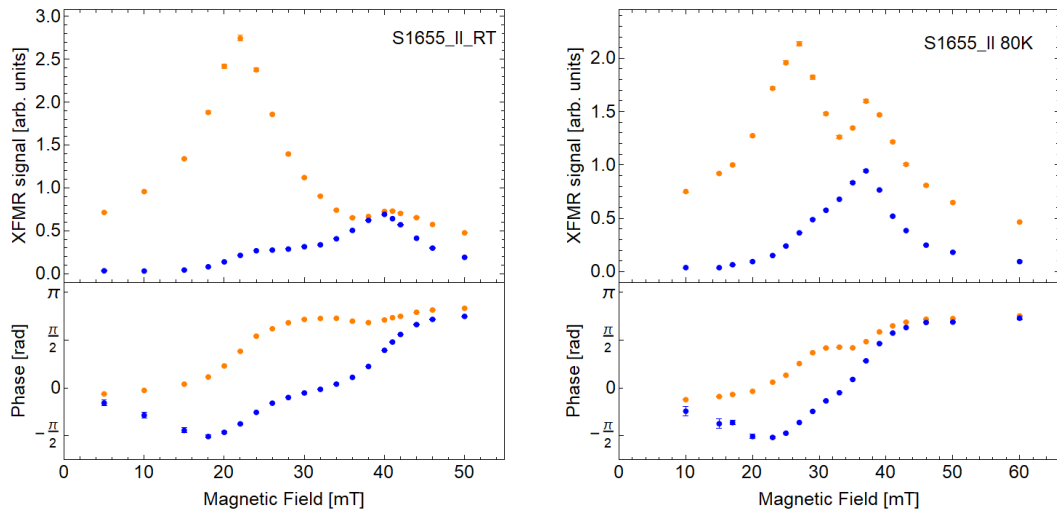 S1655_II_RT
XFMR signal [arb. units]
3.0
2.5
2.0
1.5
1.0
0.5
0.0
Phase [rad]
π
π/2
0
-π/2
0 10 20 30 40 50
Magnetic Field [mT]
S1655_II 80K
XFMR signal [arb. units]
2.0
1.5
1.0
0.5
0.0
Phase [rad]
π
π/2
0
-π/2
0 10 20 30 40 50 60
Magnetic Field [mT]